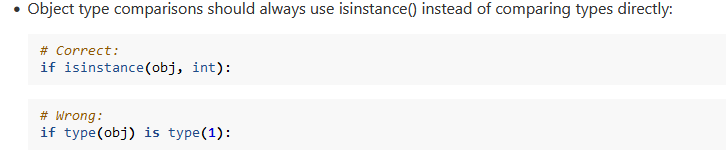 • Object type comparisons should always use isinstance() instead of comparing types directly:
# Correct:
if isinstance(obj, int):
# Wrong:
if type(obj) is type(1):